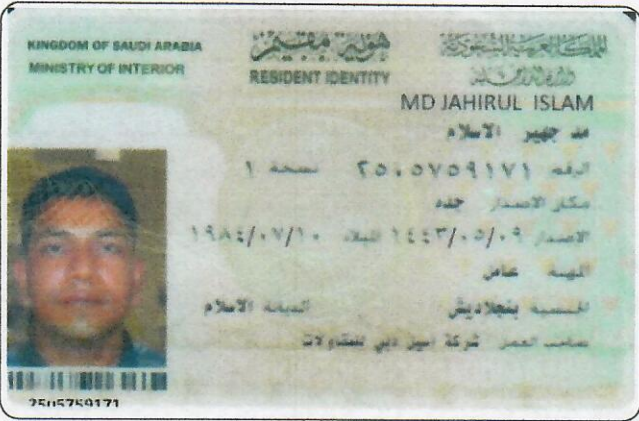 KINGDOM OF SAUDI ARABIA
MINISTRY OF INTERIOR
هوية مقيم
RESIDENT IDENTITY
المملكة العربية السعودية
وزارة الداخلية
MD JAHIRUL ISLAM
مد جهير الاسلام
الرقم ٢٥٠٥٧٥٩١٧١ نسخة ١
مكان الاصدار جده
الاصدار ١٤٤٣/٠٥/٠٩ الميلاد ١٩٨٤/٠٧/١٠
المهنة عامل
الجنسية بنجلاديش الديانة الاسلام
صاحب العمل شركة دبي للمقاولات
2505759171